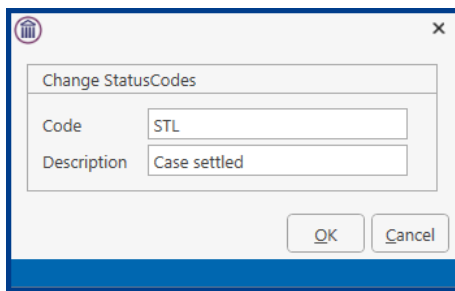 Change StatusCodes
Code STL
Description Case settled
OK Cancel